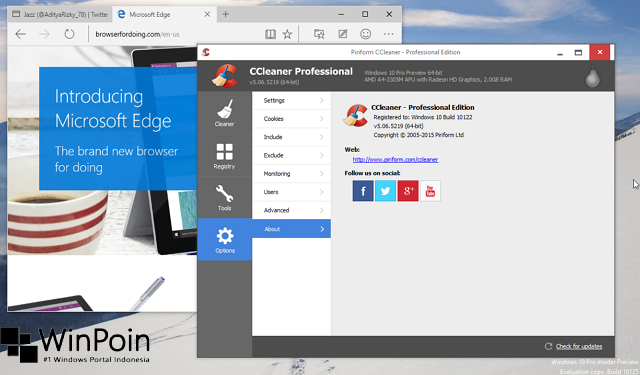 Jazz (@AdityaRizky_78) | Twitte
Microsoft Edge
browserfordoing.com/en-us
Introducing
Microsoft Edge
The brand new browser
for doing
Piriform CCleaner - Professional Edition
CCleaner Professional
v5.06.5219 (64-bit)
Windows 10 Pro Preview 64-bit
AMD A4-3305M APU with Radeon HD Graphics, 2.0GB RAM
Cleaner
Registry
Tools
Options
Settings
Cookies
Include
Exclude
Monitoring
Users
Advanced
About
CCleaner - Professional Edition
Registered to: Windows 10 Build 10122
v5.06.5219 (64-bit)
Copyright © 2005-2015 Piriform Ltd
Web:
http://www.piriform.com/ccleaner
Follow us on social:
f
g+
You
Tube
Check for updates
WinPoin
#1 Windows Portal Indonesia
Windows 10 Pro Insider Preview
Evaluation copy. Build 10125